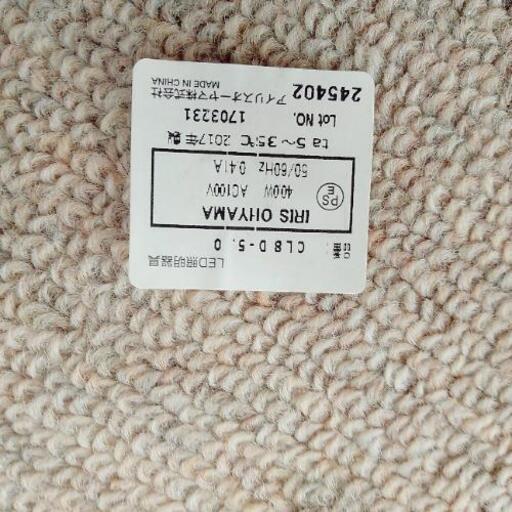 LED照明器具
品番: CL8D-5.0
IRIS OHYAMA
AC100V
50/60Hz 0.41A
PS
E
ta 5～35℃ 2017年製
Lot NO. 1703231
245402 アイリスオーヤマ株式会社
MADE IN CHINA